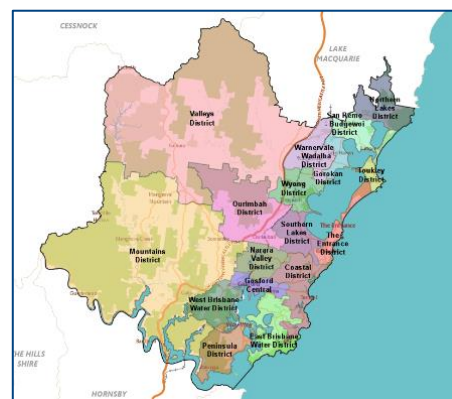 CESSNOCK
LAKE
MACQUARIE
Northern
Lakes
District
San Remo
Budgewoi
District
Valleys
District
Warnervale
Wadalba
District
Gorokan
District
Toukley
District
Wyong
District
Ourimbah
District
Southern
Lakes
District
The Entrance
The
Entrance
District
Mountains
District
Narara
Valley
District
Coastal
District
Gosford
Central
West Brisbane
Water District
East Brisbane
Water District
Peninsula
District
THE HILLS
SHIRE
HORNSBY